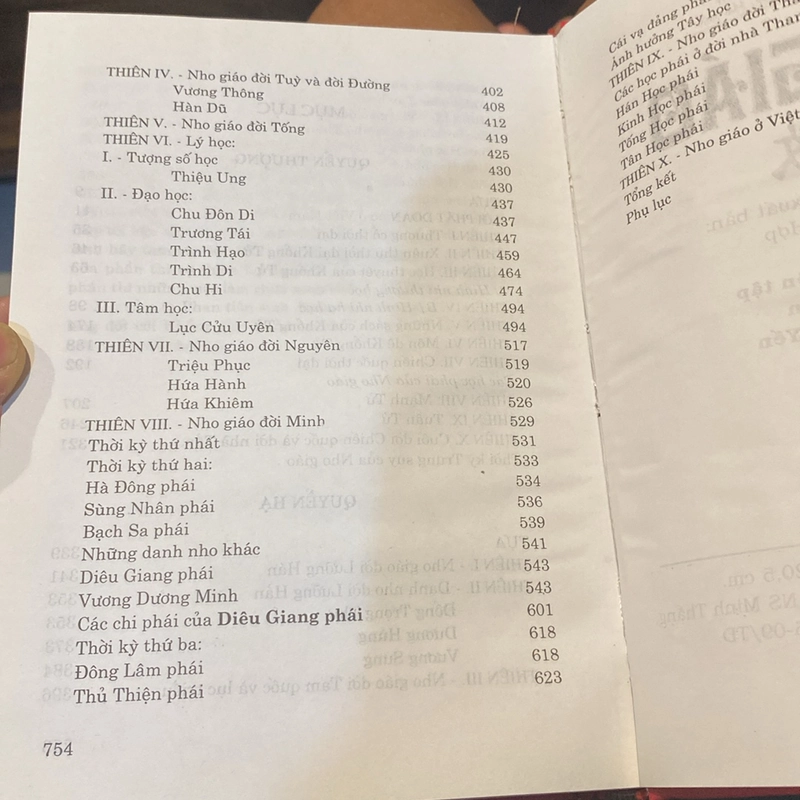 THIÊN IV. - Nho giáo đời Tuỳ và đời Đường 402
Vương Thông 408
Hàn Dũ 412
THIÊN V. - Nho giáo đời Tống 419
THIÊN VI. - Lý học: 425
I. - Tượng số học 430
Thiệu Ung 430
II. - Đạo học: 437
Chu Đôn Di 437
Trương Tái 447
Trình Hạo 459
Trình Di 464
Chu Hi 474
III. Tâm học: 494
Lục Cửu Uyên 494
THIÊN VII. - Nho giáo đời Nguyên 517
Triệu Phục 519
Hứa Hành 520
Hứa Khiêm 526
THIÊN VIII. - Nho giáo đời Minh 529
Thời kỳ thứ nhất 531
Thời kỳ thứ hai: 533
Hà Đông phái 534
Sùng Nhân phái 536
Bạch Sa phái 539
Những danh nho khác 541
Diêu Giang phái 543
Vương Dương Minh 543
Các chi phái của Diêu Giang phái 601
Thời kỳ thứ ba: 618
Đông Lâm phái 618
Thủ Thiện phái 623
754
Cái vạ đảng
Ảnh hưởng Tây học
THIÊN IX. - Nho giáo đời
Các học phái ở đời nhà
Hán Học phái
Kinh Học phái
Tống Học phái
Tân Học phái
THIÊN X. - Nho giáo ở Việt
Tổng kết
Phụ lục